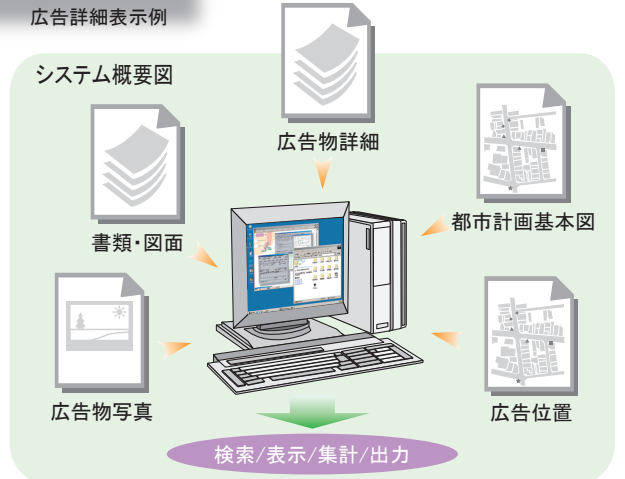 広告詳細表示例
システム概要図
広告物詳細
書類・図面
都市計画基本図
広告物写真
広告位置
検索/表示/集計/出力